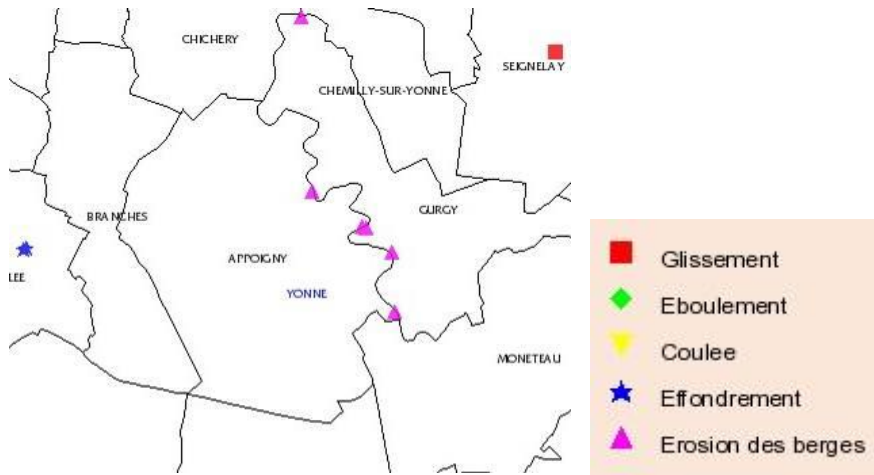 CHICHERY
SEIGNELAY
CHEMILLY-SUR-YONNE
GURGY
BRANCHES
APPOIGNY
LEE
YONNE
MONETEAU
Glissement
Eboulement
Coulee
Effondrement
Erosion des berges